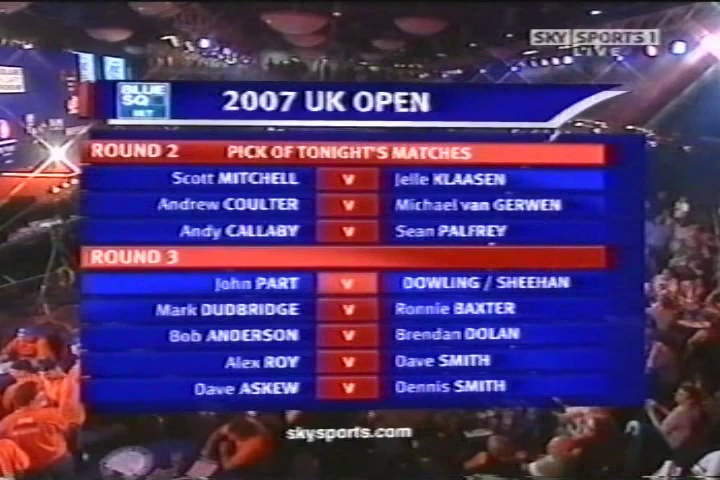 SKY SPORTS 1
LIVE
BLUE
SQ
BET
2007 UK OPEN
ROUND 2 PICK OF TONIGHT'S MATCHES
Scott MITCHELL v Jelle KLAASEN
Andrew COULTER v Michael van GERWEN
Andy CALLABY v Sean PALFREY
ROUND 3
John PART v DOWLING / SHEEHAN
Mark DUDBRIDGE v Ronnie BAXTER
Bob ANDERSON v Brendan DOLAN
Alex ROY v Dave SMITH
Dave ASKEW v Dennis SMITH
skysports.com